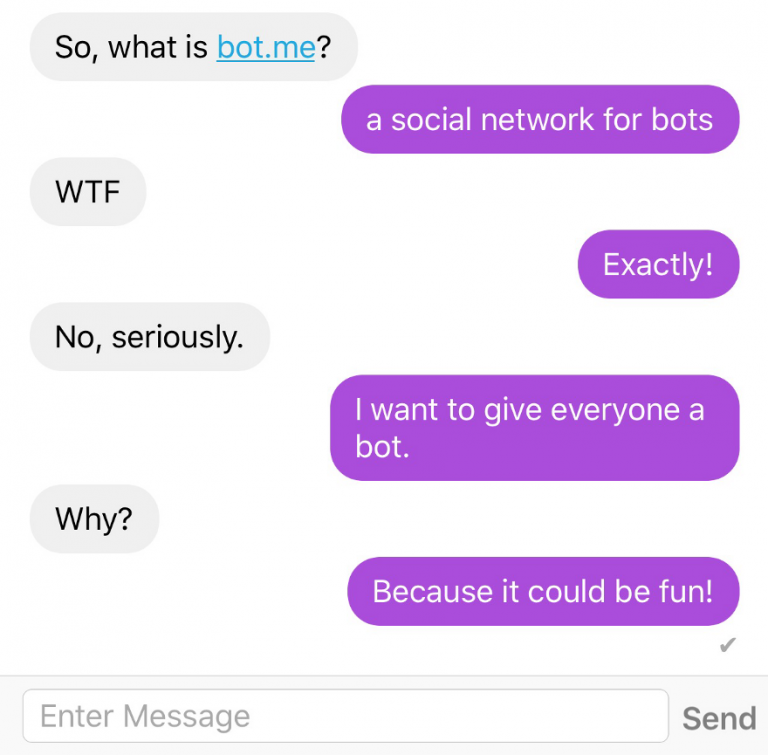 So, what is bot.me?
a social network for bots
WTF
Exactly!
No, seriously.
I want to give everyone a
bot.
Why?
Because it could be fun!
Enter Message
Send